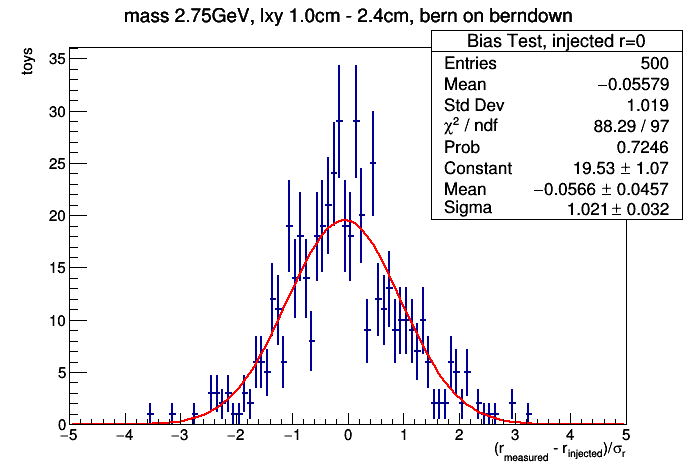 mass 2.75GeV, lxy 1.0cm - 2.4cm, bern on berndown
toys
Bias Test, injected r=0
Entries 500
Mean −0.05579
Std Dev 1.019
χ² / ndf 88.29 / 97
Prob 0.7246
Constant 19.53 ± 1.07
Mean −0.0566 ± 0.0457
Sigma 1.021 ± 0.032
35
30
25
20
15
10
5
0
−5 −4 −3 −2 −1 0 1 2 3 4 5
(r_measured - r_injected)/σ_r